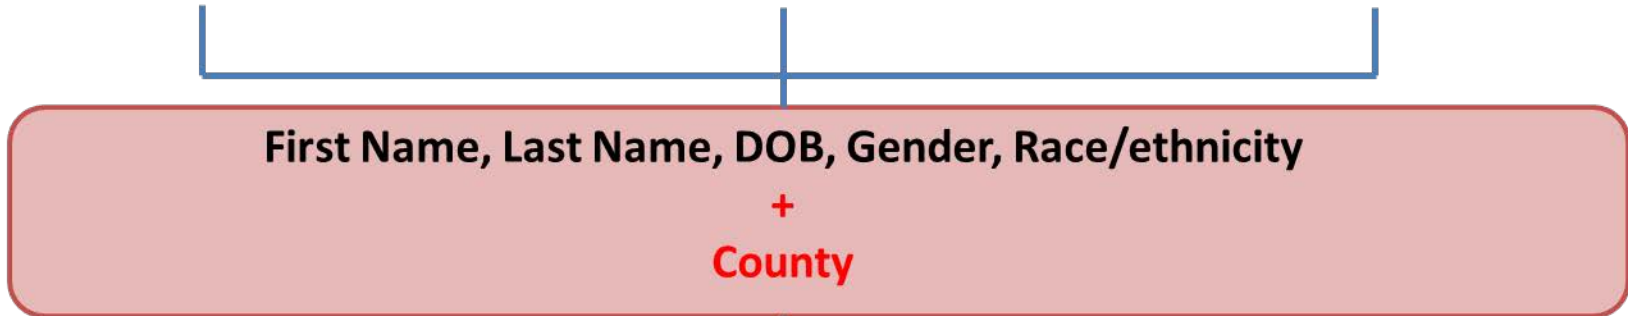 First Name, Last Name, DOB, Gender, Race/ethnicity
+
County